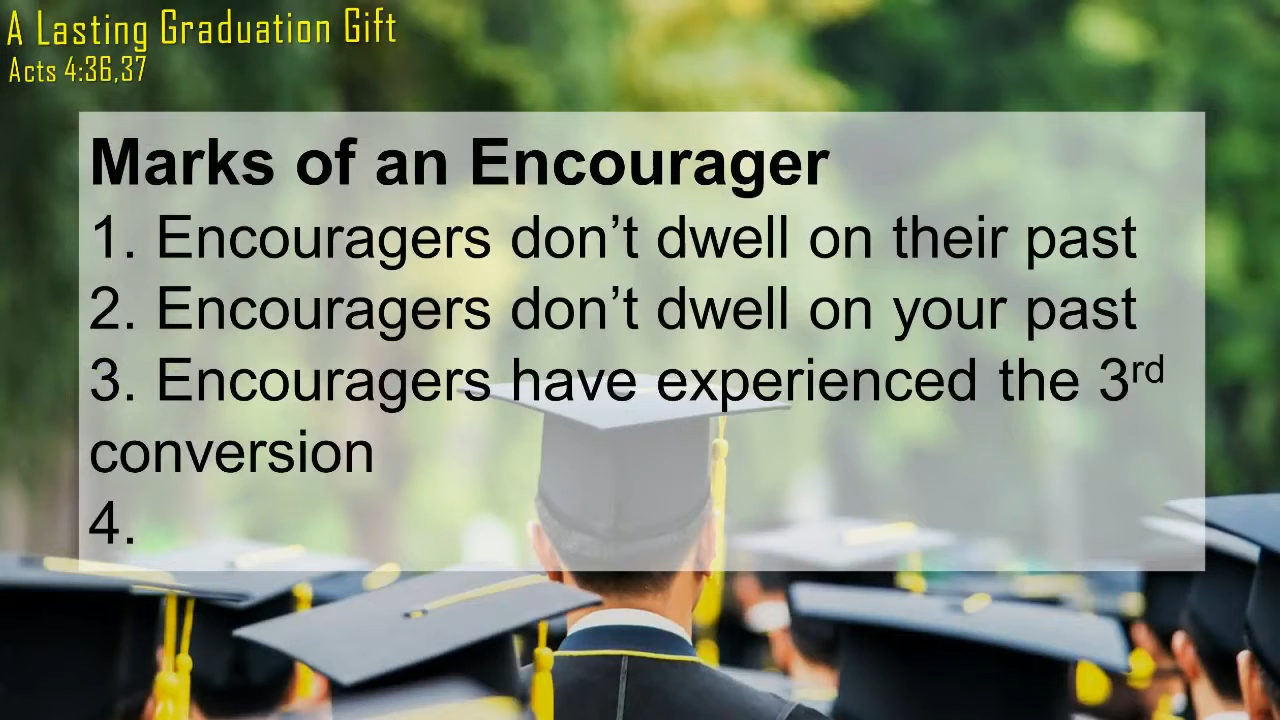 A Lasting Graduation Gift
Acts 4:36,37
Marks of an Encourager
1. Encouragers don’t dwell on their past
2. Encouragers don’t dwell on your past
3. Encouragers have experienced the 3rd
conversion
4.